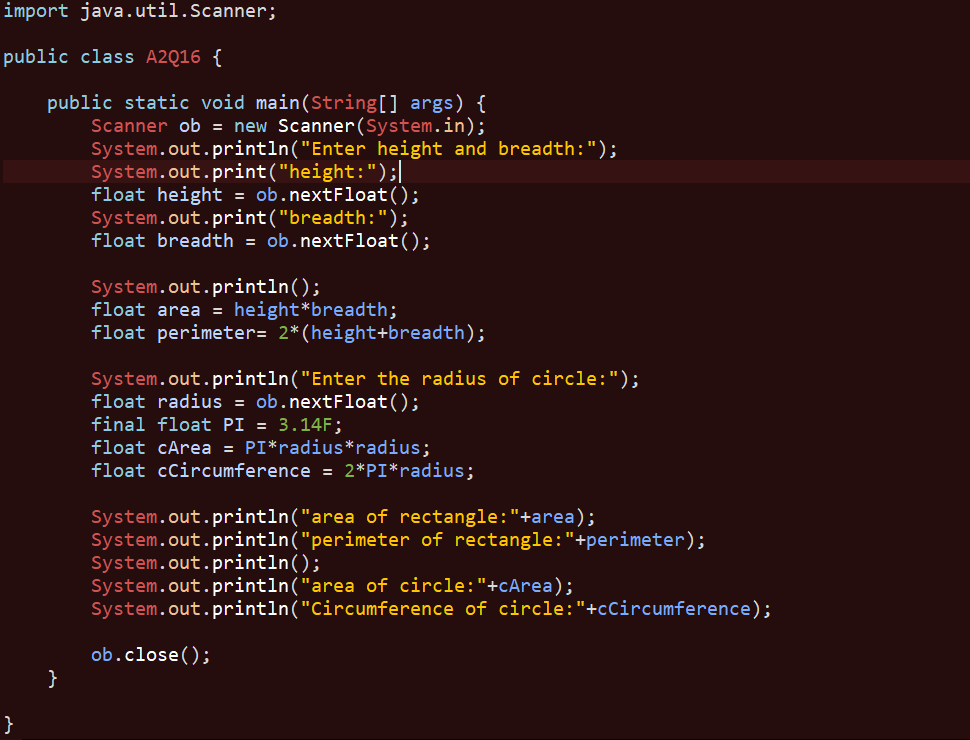 import java.util.Scanner;
public class A2Q16 {
public static void main(String[] args) {
Scanner ob = new Scanner(System.in);
System.out.println("Enter height and breadth:");
System.out.print("height:");
float height = ob.nextFloat();
System.out.print("breadth:");
float breadth = ob.nextFloat();
System.out.println();
float area = height*breadth;
float perimeter= 2*(height+breadth);
System.out.println("Enter the radius of circle:");
float radius = ob.nextFloat();
final float PI = 3.14F;
float cArea = PI*radius*radius;
float cCircumference = 2*PI*radius;
System.out.println("area of rectangle:"+area);
System.out.println("perimeter of rectangle:"+perimeter);
System.out.println();
System.out.println("area of circle:"+cArea);
System.out.println("Circumference of circle:"+cCircumference);
ob.close();
}
}